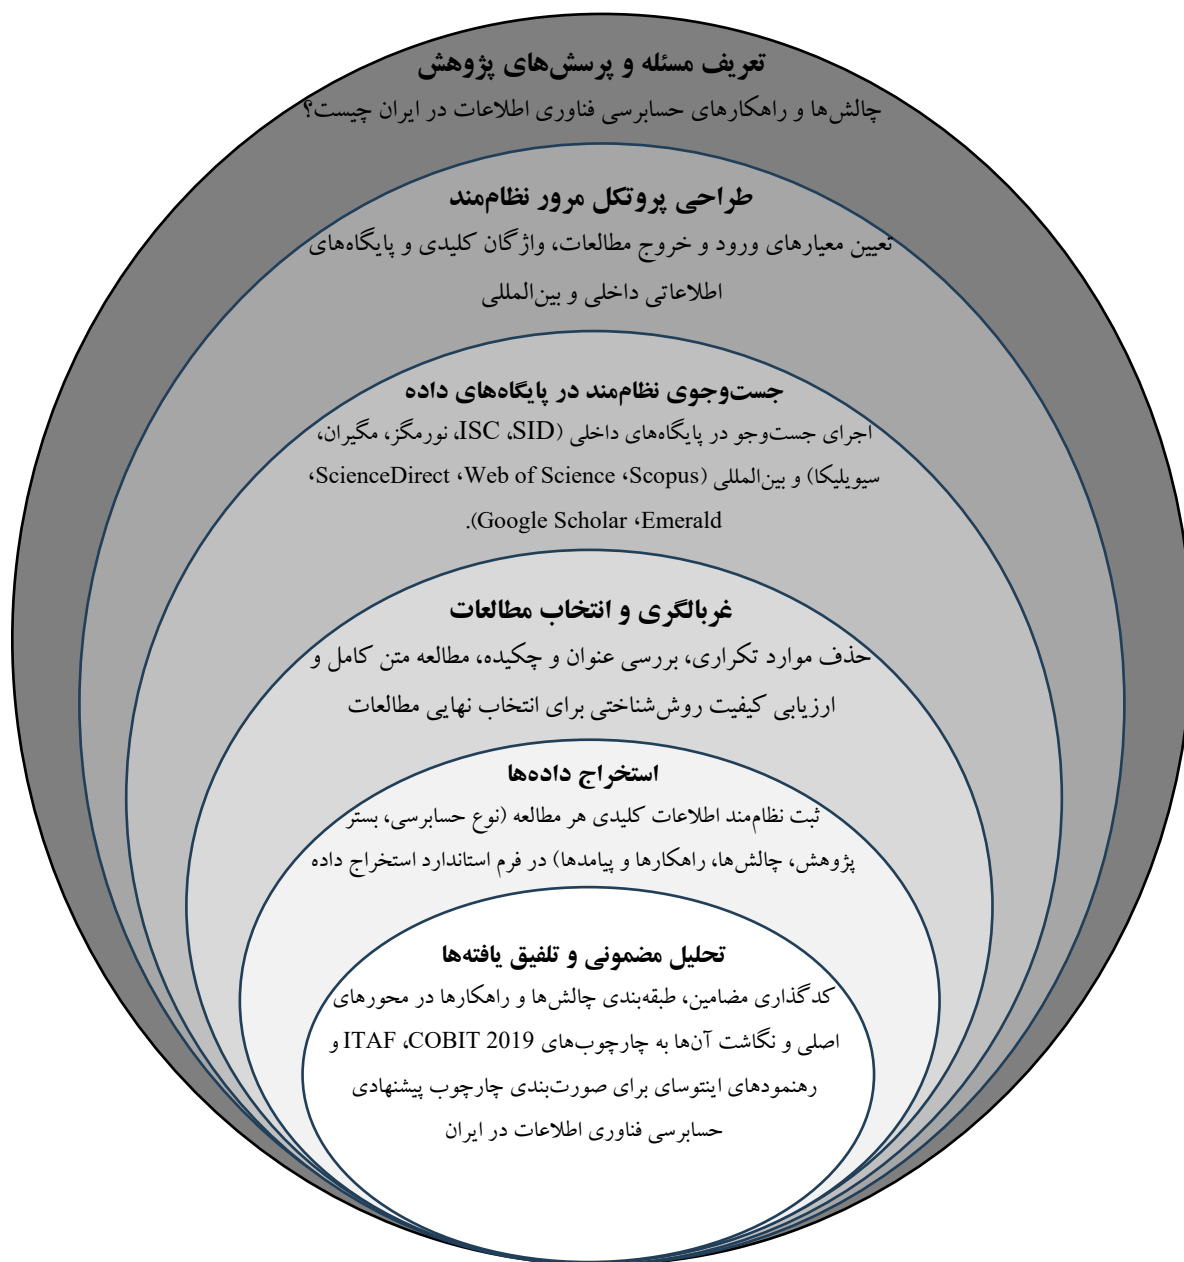 تعریف مسئله و پرسش‌های پژوهش
چالش‌ها و راهکارهای حسابرسی فناوری اطلاعات در ایران چیست؟
طراحی پروتکل مرور نظام‌مند
تعیین معیارهای ورود و خروج مطالعات، واژگان کلیدی و پایگاه‌های
اطلاعاتی داخلی و بین‌المللی
جست‌وجوی نظام‌مند در پایگاه‌های داده
اجرای جست‌وجو در پایگاه‌های داخلی (SID، ISC، نورمگز، مگیران،
سیویلیکا) و بین‌المللی (Scopus، Web of Science، ScienceDirect،
Emerald، Google Scholar).
غربالگری و انتخاب مطالعات
حذف موارد تکراری، بررسی عنوان و چکیده، مطالعه متن کامل و
ارزیابی کیفیت روش‌شناختی برای انتخاب نهایی مطالعات
استخراج داده‌ها
ثبت نظام‌مند اطلاعات کلیدی هر مطالعه (نوع حسابرسی، بستر
پژوهش، چالش‌ها، راهکارها و پیامدها) در فرم استاندارد استخراج داده
تحلیل مضمونی و تلفیق یافته‌ها
کدگذاری مضامین، طبقه‌بندی چالش‌ها و راهکارها در محورهای
اصلی و نگاشت آن‌ها به چارچوب‌های COBIT 2019، ITAF و
رهنمودهای اینتوسای برای صورت‌بندی چارچوب پیشنهادی
حسابرسی فناوری اطلاعات در ایران